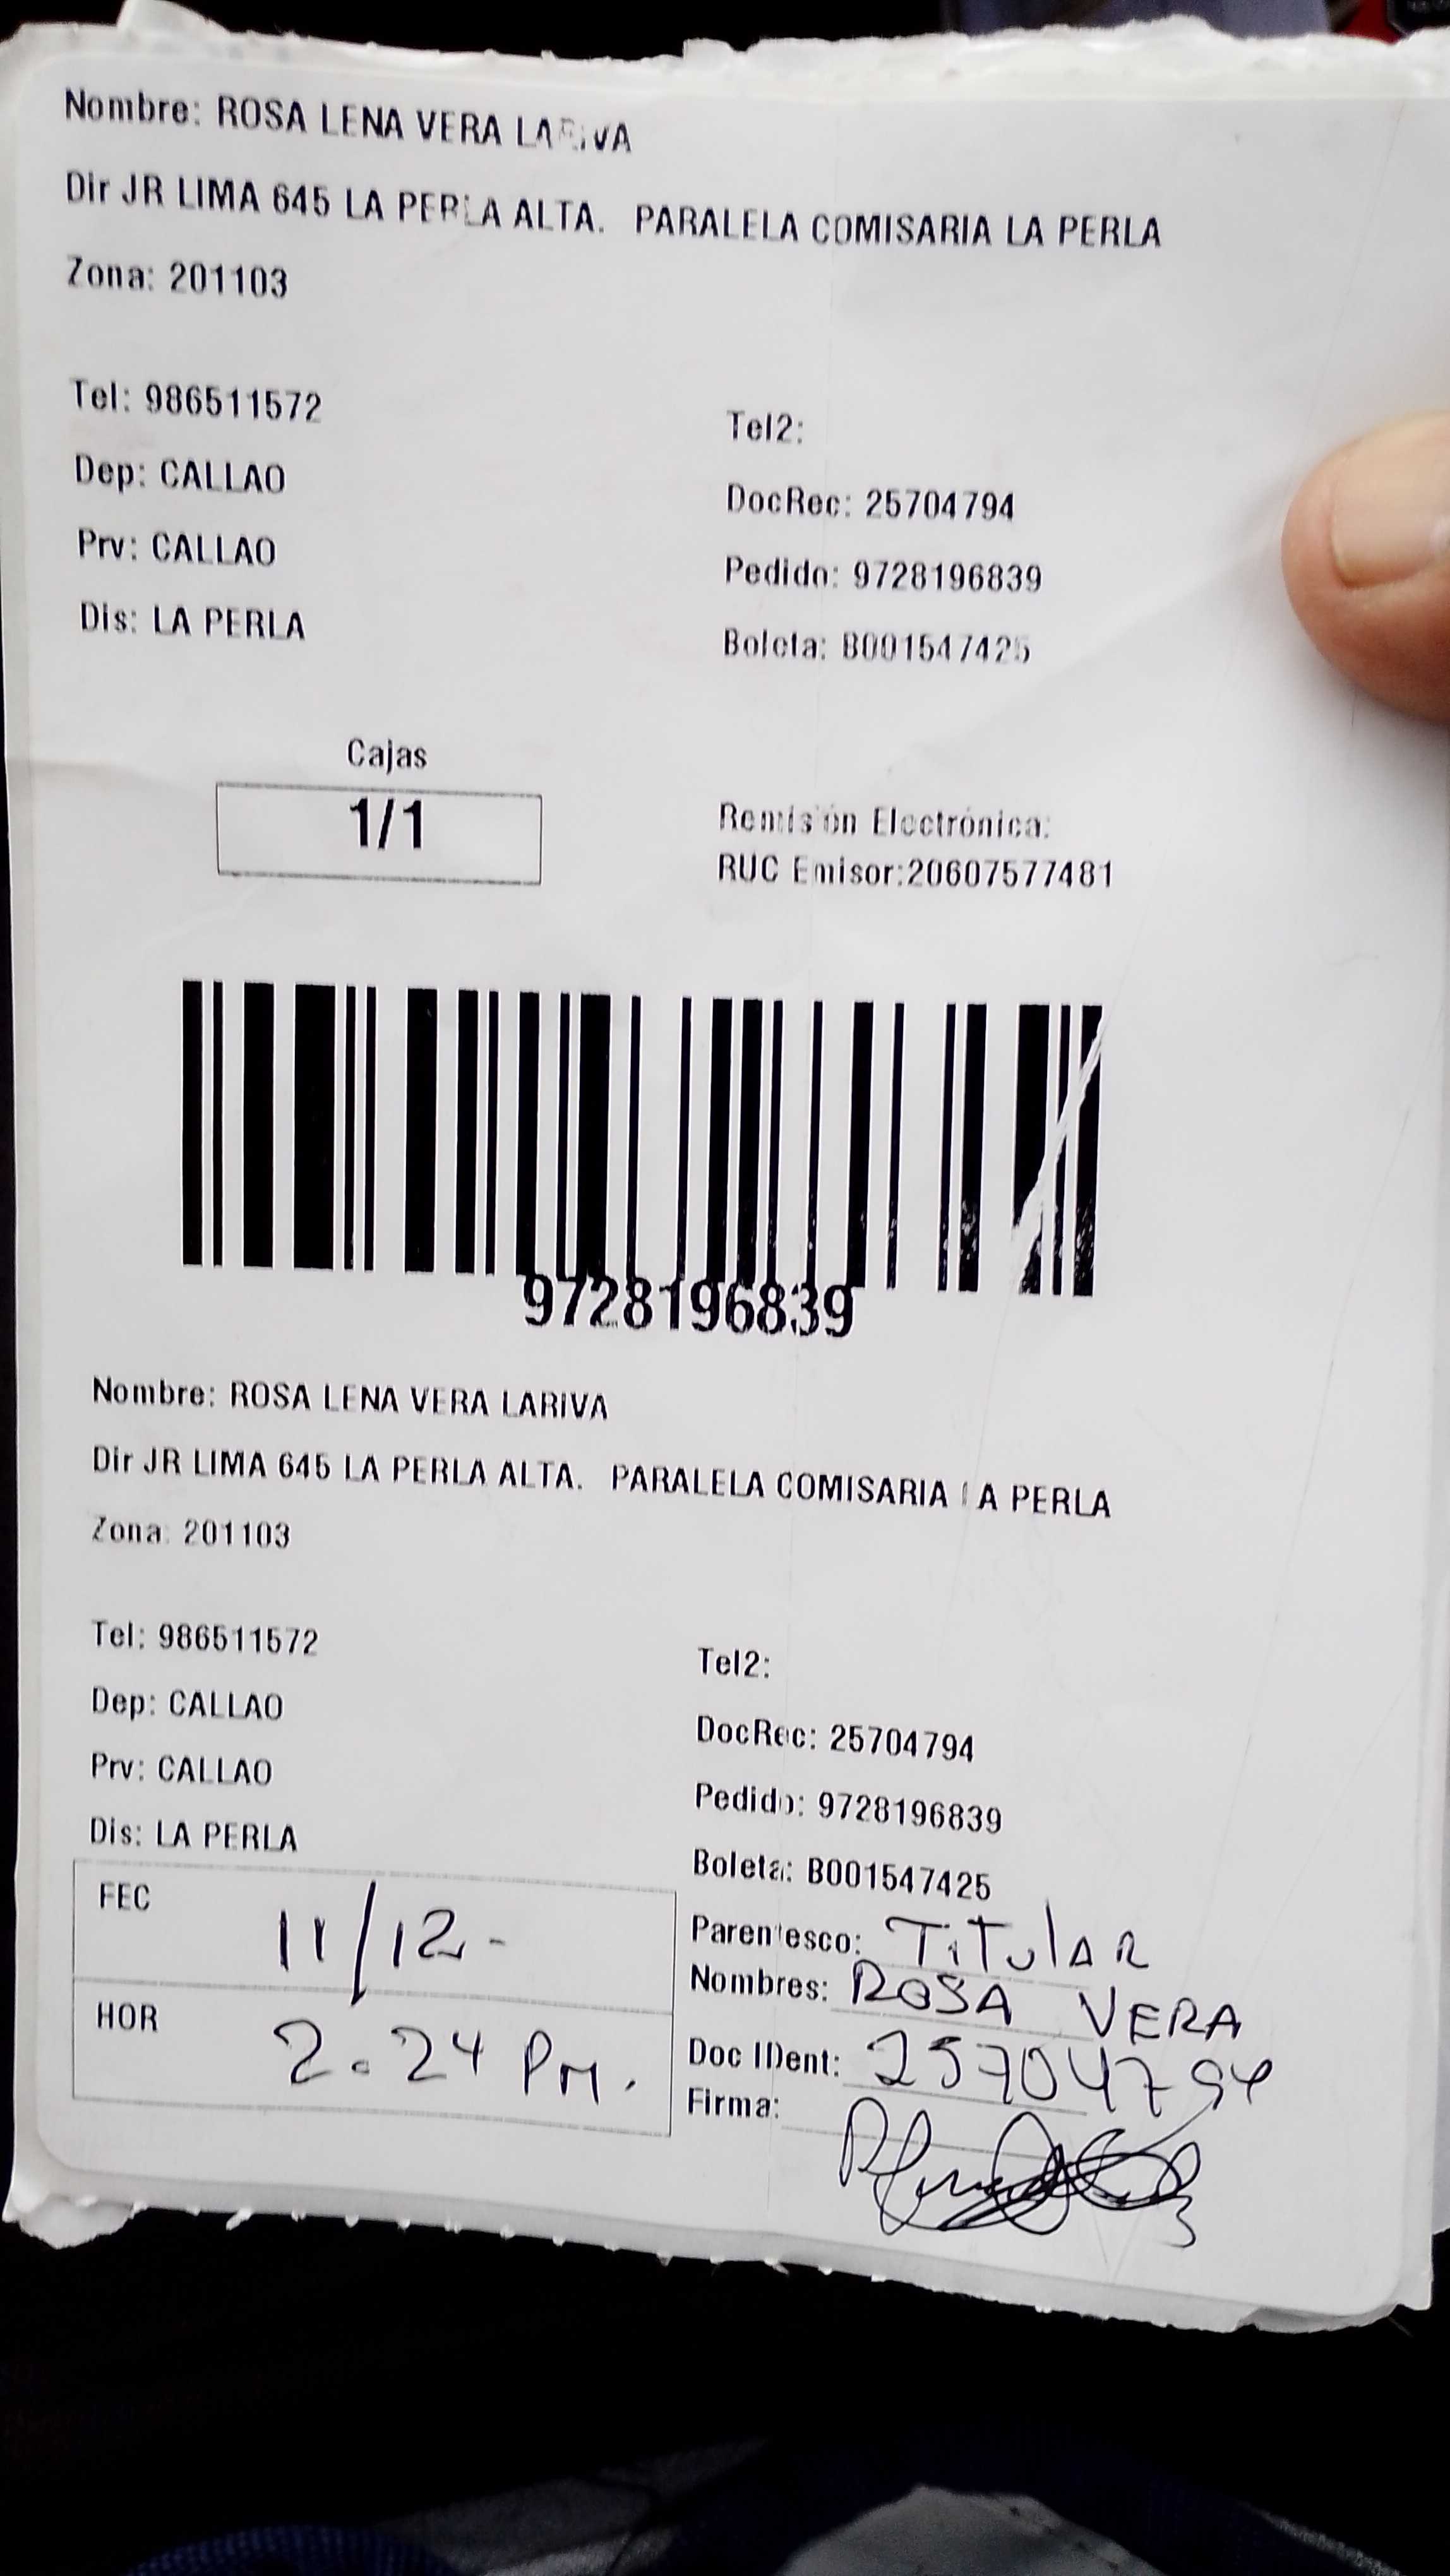 Nombre: ROSA LENA VERA LARIVA
Dir JR LIMA 645 LA PERLA ALTA. PARALELA COMISARIA LA PERLA
Zona: 201103
Tel: 986511572
Tel2:
Dep: CALLAO
DocRec: 25704794
Prv: CALLAO
Pedido: 9728196839
Dis: LA PERLA
Boleta: B001547425
Cajas
1/1
Remisión Electrónica:
RUC Emisor:20607577481
9728196839
Nombre: ROSA LENA VERA LARIVA
Dir JR LIMA 645 LA PERLA ALTA. PARALELA COMISARIA LA PERLA
Zona: 201103
Tel: 986511572
Tel2:
Dep: CALLAO
DocRec: 25704794
Prv: CALLAO
Pedido: 9728196839
Dis: LA PERLA
Boleta: B001547425
FEC 11/12-
Parentesco: TiTulAR
Nombres: ROSA VERA
HOR 2.24 PM.
Doc IDent: 25704794
Firma: